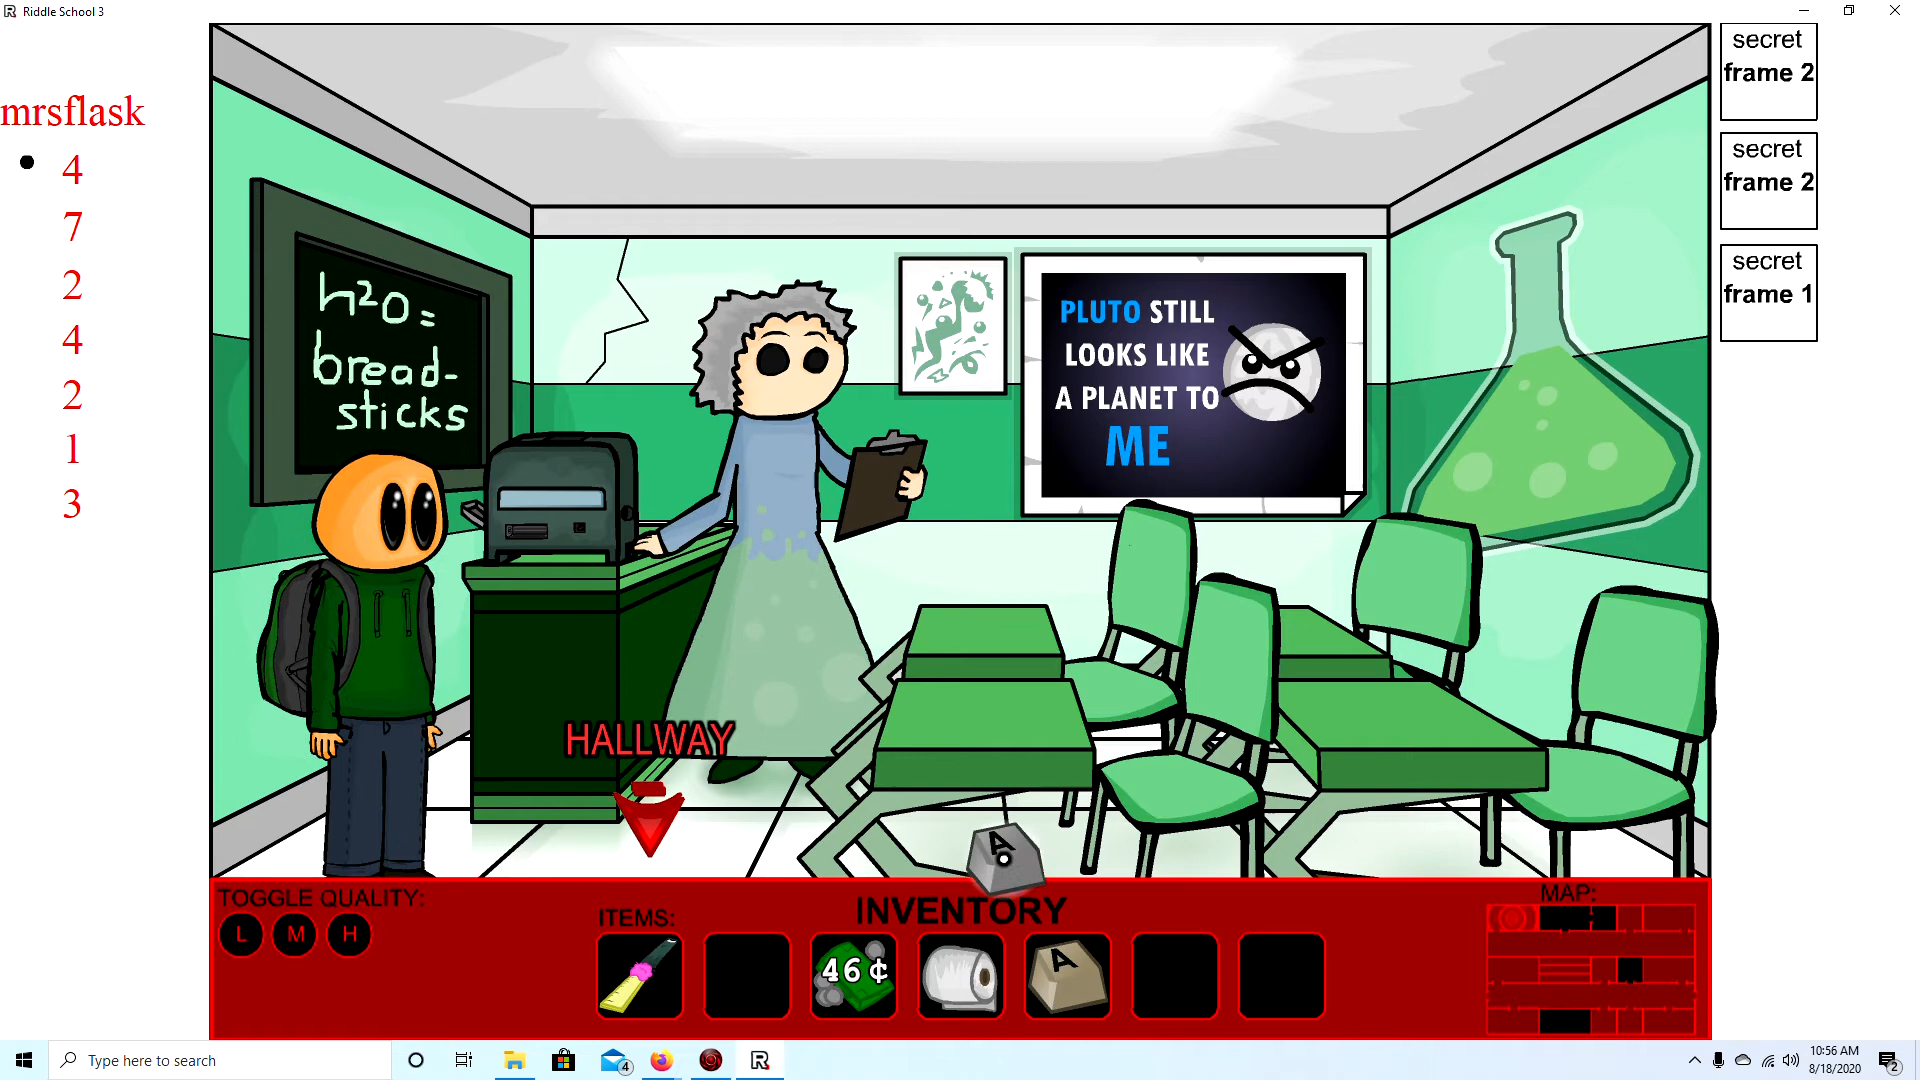 Riddle School 3
mrsflask
4
7
2
4
2
1
3
secret
frame 2
secret
frame 2
secret
frame 1
h²O =
bread-
sticks
PLUTO STILL
LOOKS LIKE
A PLANET TO
ME
HALLWAY
A
TOGGLE QUALITY:
L M H
INVENTORY
ITEMS:
46¢
A
MAP:
Type here to search
4
R
10:56 AM
8/18/2020
2